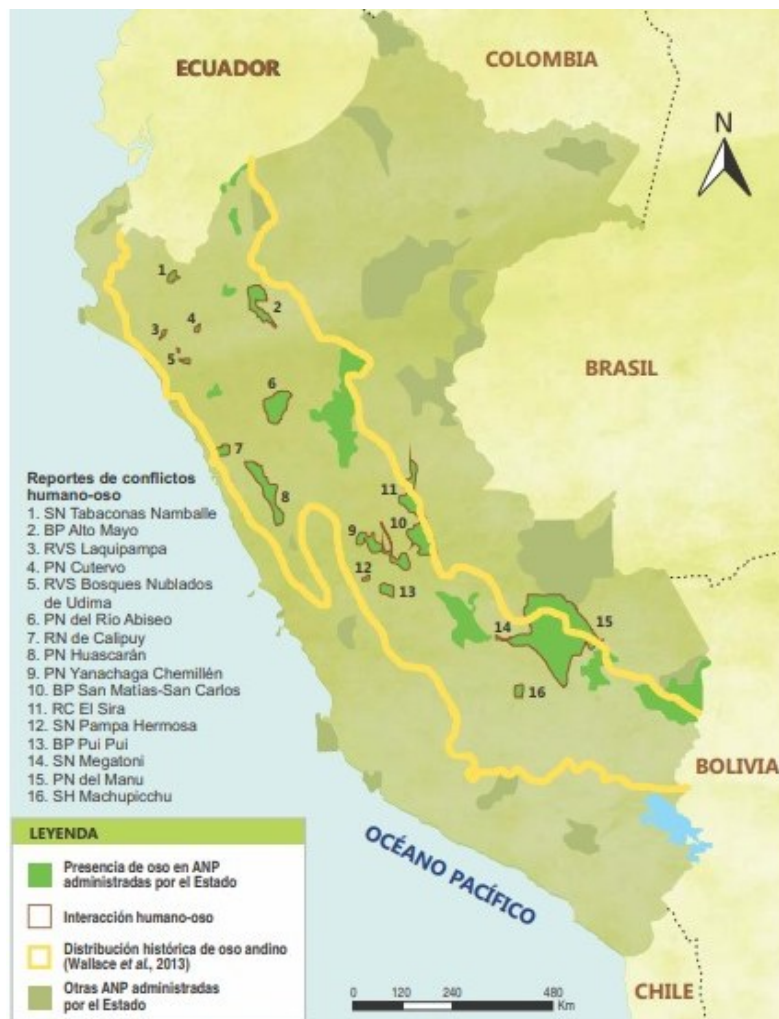 ECUADOR
COLOMBIA
N
BRASIL
BOLIVIA
CHILE
OCÉANO PACÍFICO
1
2
3
4
5
6
7
8
9
10
11
12
13
14
15
16
Reportes de conflictos
humano-oso
1. SN Tabaconas Namballe
2. BP Alto Mayo
3. RVS Laquipampa
4. PN Cutervo
5. RVS Bosques Nublados
de Udima
6. PN del Río Abiseo
7. RN de Calipuy
8. PN Huascarán
9. PN Yanachaga Chemillén
10. BP San Matías-San Carlos
11. RC El Sira
12. SN Pampa Hermosa
13. BP Pui Pui
14. SN Megatoni
15. PN del Manu
16. SH Machupicchu
LEYENDA
Presencia de oso en ANP
administradas por el Estado
Interacción humano-oso
Distribución histórica de oso andino
(Wallace et al., 2013)
Otras ANP administradas
por el Estado
0 120 240 480
Km